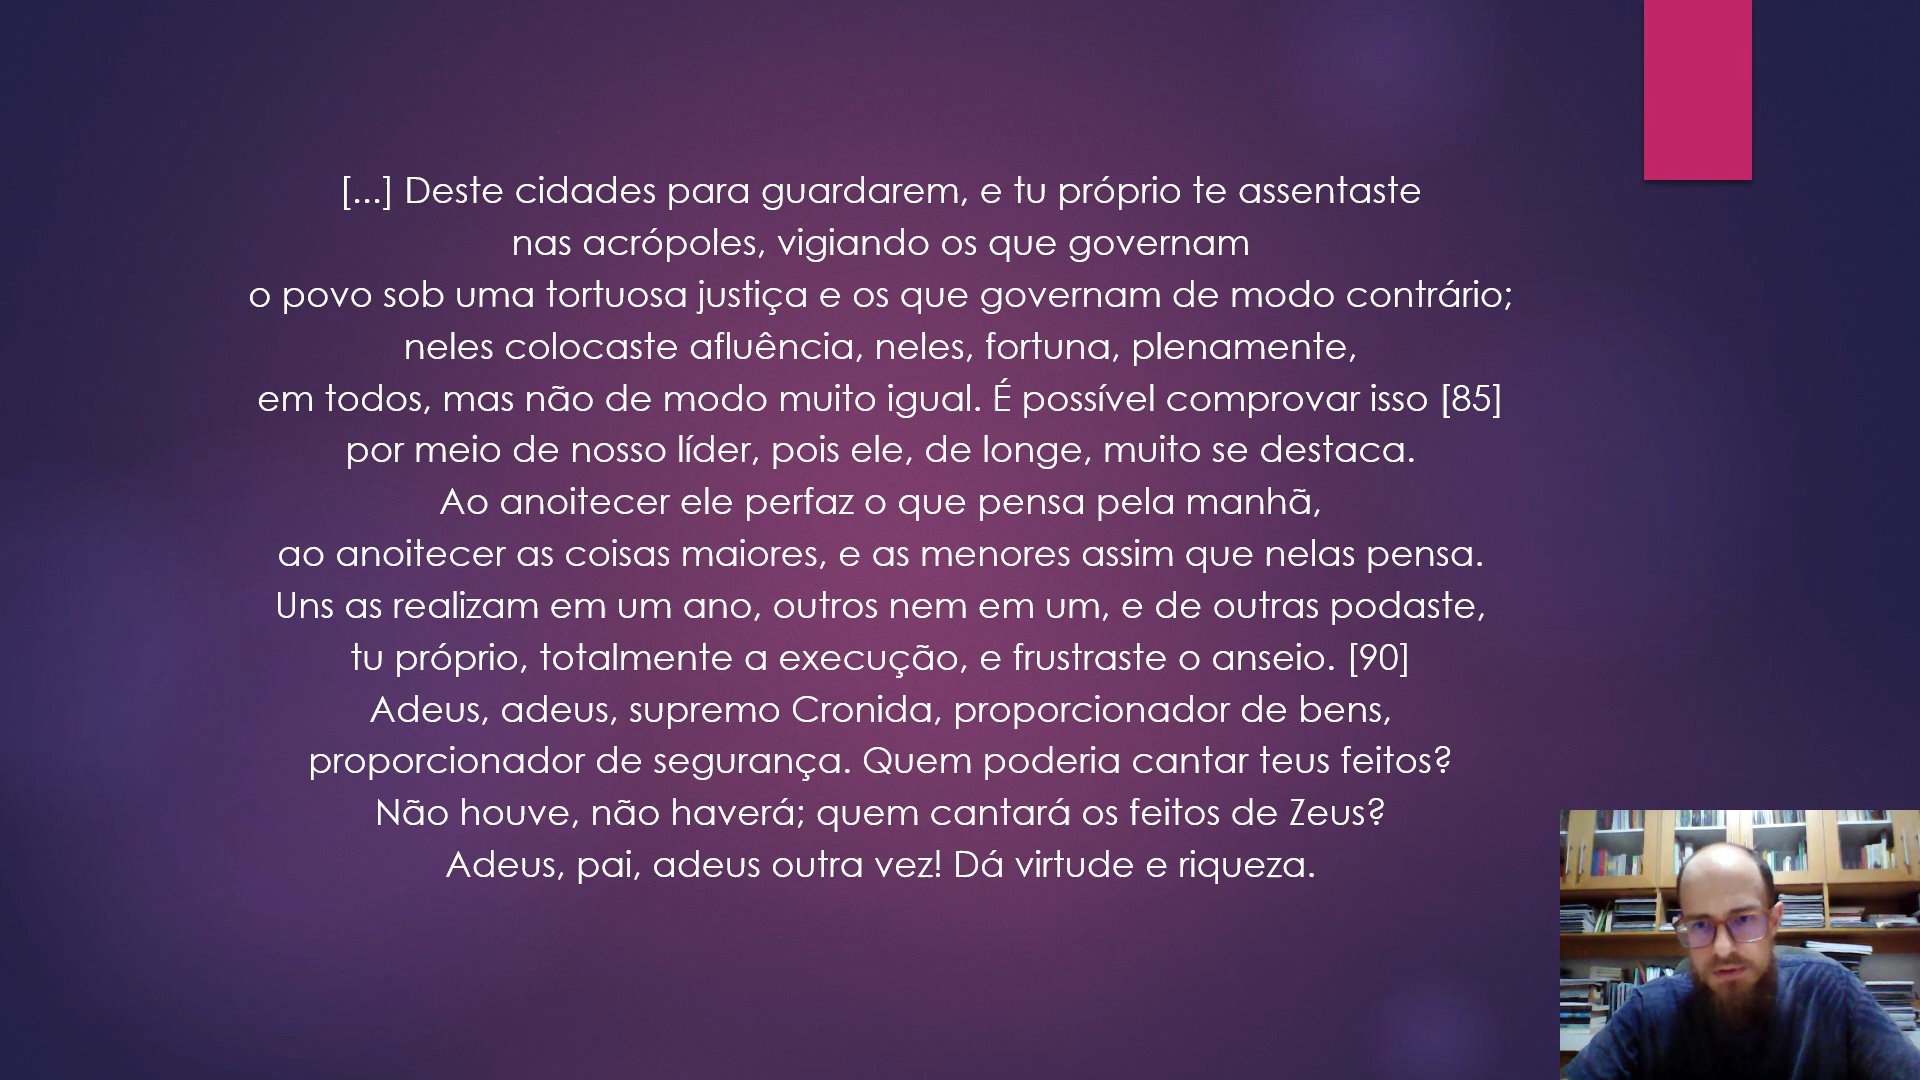 [...] Deste cidades para guardarem, e tu próprio te assentaste
nas acrópoles, vigiando os que governam
o povo sob uma tortuosa justiça e os que governam de modo contrário;
neles colocaste afluência, neles, fortuna, plenamente,
em todos, mas não de modo muito igual. É possível comprovar isso [85]
por meio de nosso líder, pois ele, de longe, muito se destaca.
Ao anoitecer ele perfaz o que pensa pela manhã,
ao anoitecer as coisas maiores, e as menores assim que nelas pensa.
Uns as realizam em um ano, outros nem em um, e de outras podaste,
tu próprio, totalmente a execução, e frustraste o anseio. [90]
Adeus, adeus, supremo Cronida, proporcionador de bens,
proporcionador de segurança. Quem poderia cantar teus feitos?
Não houve, não haverá; quem cantará os feitos de Zeus?
Adeus, pai, adeus outra vez! Dá virtude e riqueza.